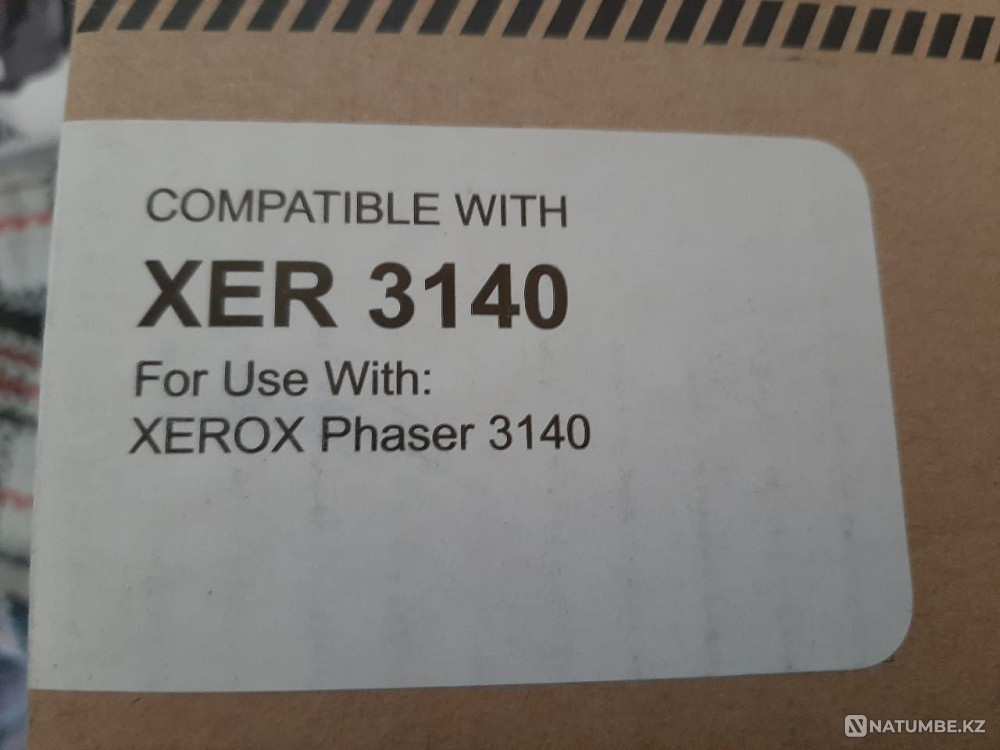 COMPATIBLE WITH
XER 3140
For Use With:
XEROX Phaser 3140
NATUMBE.KZ